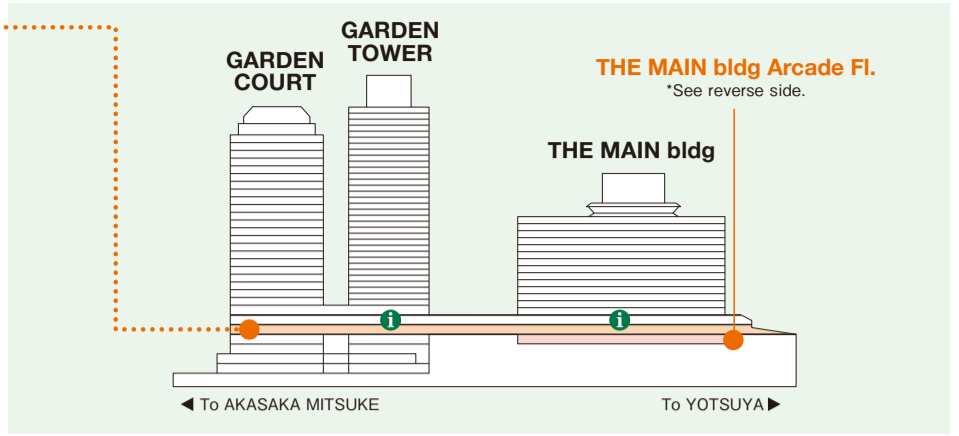 GARDEN
COURT
GARDEN
TOWER
THE MAIN bldg Arcade Fl.
*See reverse side.
THE MAIN bldg
i
i
◀ To AKASAKA MITSUKE
To YOTSUYA ▶